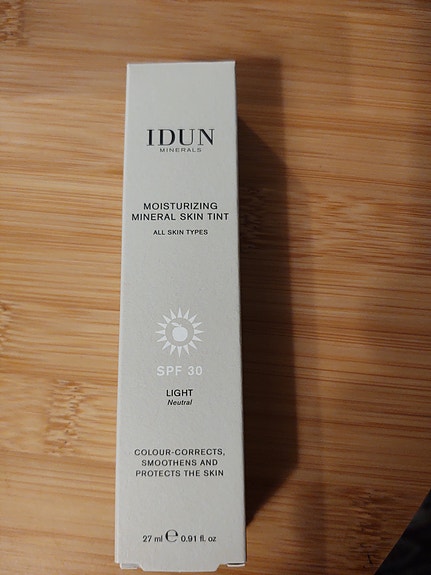 IDUN
MINERALS
MOISTURIZING
MINERAL SKIN TINT
ALL SKIN TYPES
SPF 30
LIGHT
Neutral
COLOUR-CORRECTS,
SMOOTHENS AND
PROTECTS THE SKIN
27 ml ℮ 0.91 fl. oz